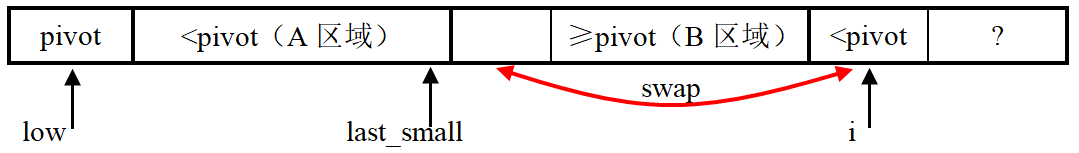 pivot <pivot（A 区域） ≥pivot（B 区域） <pivot ?
swap
low last_small i